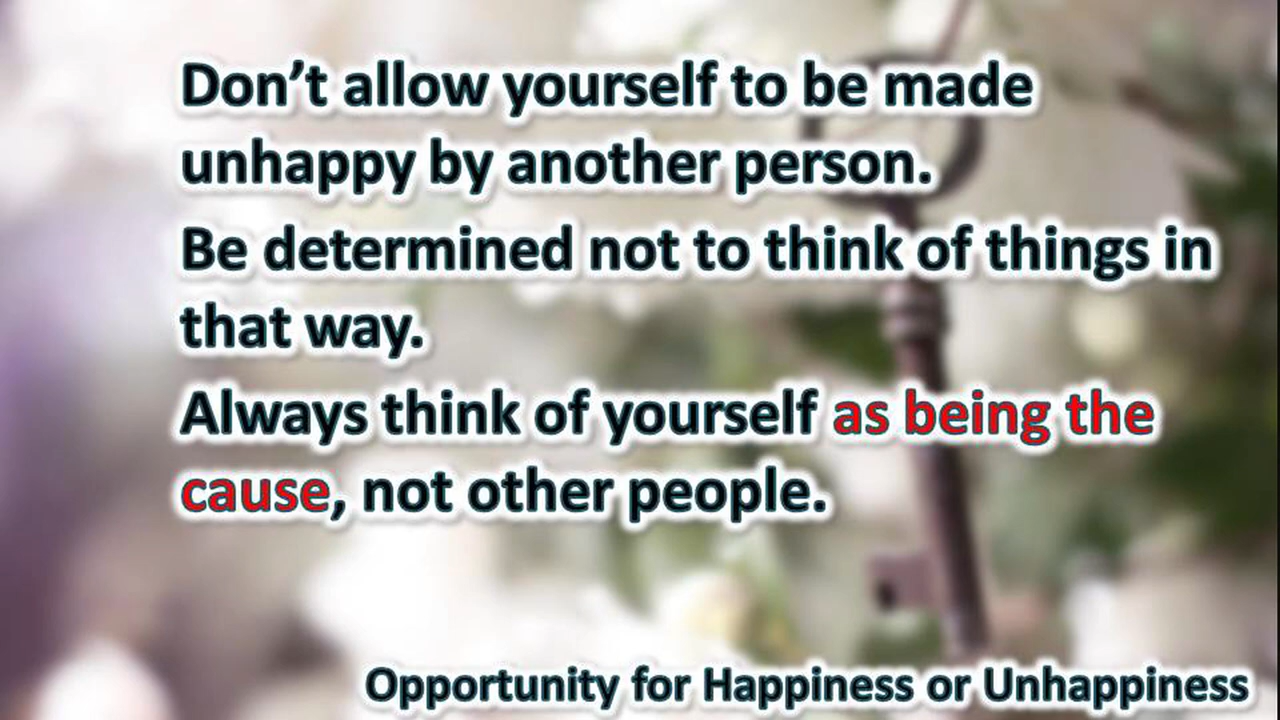 Don’t allow yourself to be made
unhappy by another person.
Be determined not to think of things in
that way.
Always think of yourself as being the
cause, not other people.
Opportunity for Happiness or Unhappiness